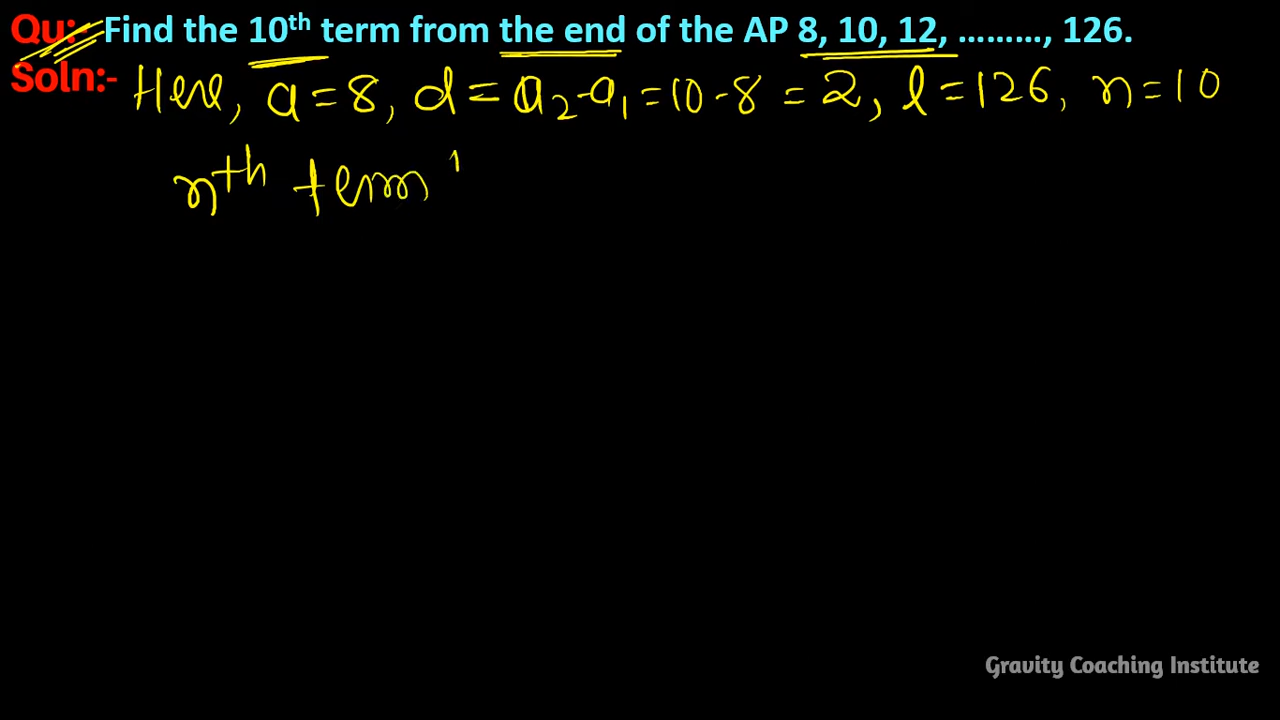 Qu:- Find the 10th term from the end of the AP 8, 10, 12, ………, 126.
Soln:- Here, a = 8, d = a2 - a1 = 10 - 8 = 2, l = 126, n = 10
nth term
Gravity Coaching Institute